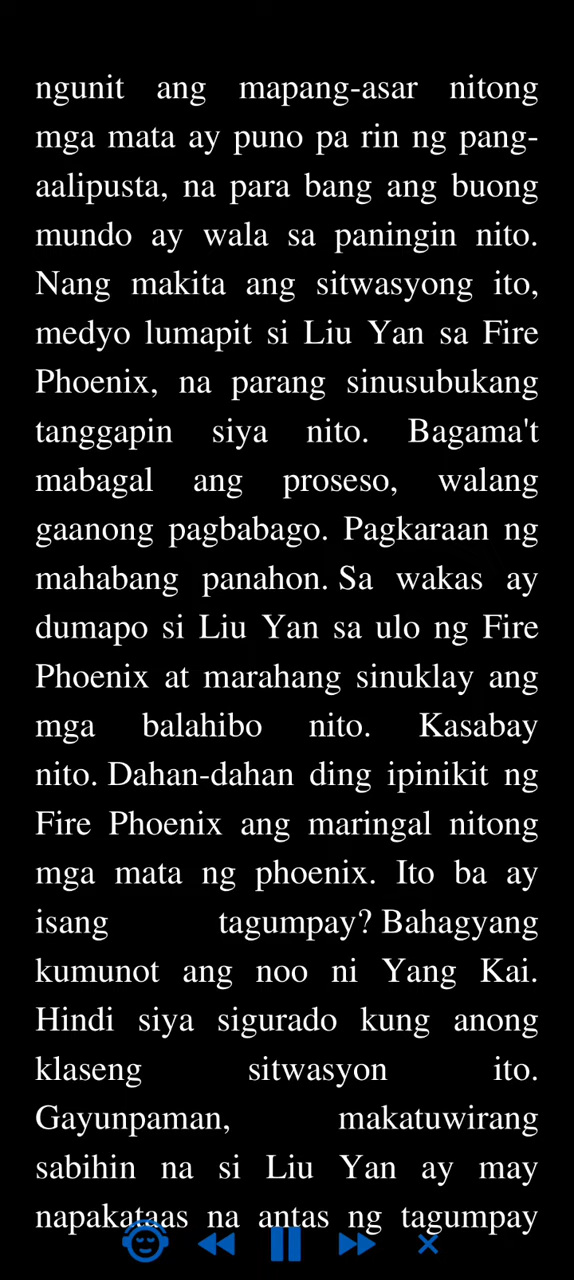 ngunit ang mapang-asar nitong
mga mata ay puno pa rin ng pang-
aalipusta, na para bang ang buong
mundo ay wala sa paningin nito.
Nang makita ang sitwasyong ito,
medyo lumapit si Liu Yan sa Fire
Phoenix, na parang sinusubukang
tanggapin siya nito. Bagama't
mabagal ang proseso, walang
gaanong pagbabago. Pagkaraan ng
mahabang panahon. Sa wakas ay
dumapo si Liu Yan sa ulo ng Fire
Phoenix at marahang sinuklay ang
mga balahibo nito. Kasabay
nito. Dahan-dahan ding ipinikit ng
Fire Phoenix ang maringal nitong
mga mata ng phoenix. Ito ba ay
isang tagumpay? Bahagyang
kumunot ang noo ni Yang Kai.
Hindi siya sigurado kung anong
klaseng sitwasyon ito.
Gayunpaman, makatuwirang
sabihin na si Liu Yan ay may
napakataas na antas ng tagumpay